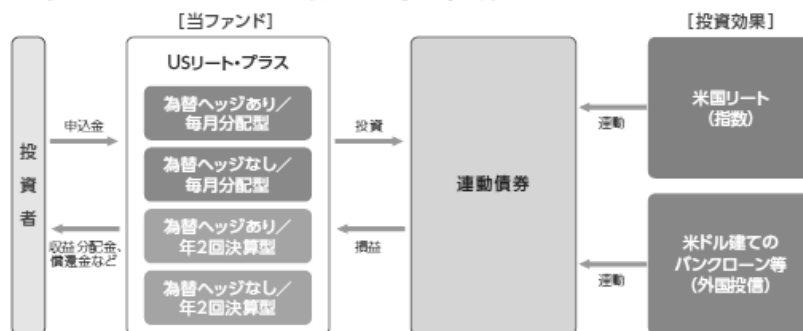 ［当ファンド］
［投資効果］
USリート・プラス
投資者
申込金
収益分配金、
償還金など
為替ヘッジあり／
毎月分配型
為替ヘッジなし／
毎月分配型
為替ヘッジあり／
年2回決算型
為替ヘッジなし／
年2回決算型
投資
損益
連動債券
連動
連動
米国リート
（指数）
米ドル建ての
バンクローン等
（外国投信）